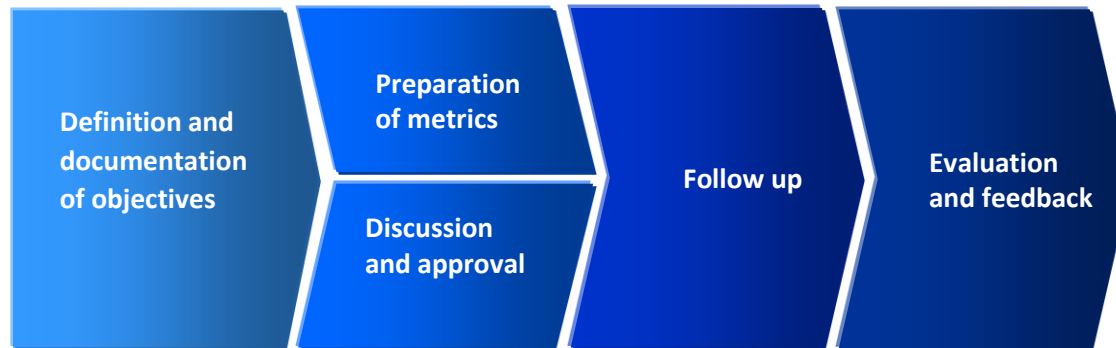 Definition and
documentation
of objectives
Preparation
of metrics
Discussion
and approval
Follow up
Evaluation
and feedback